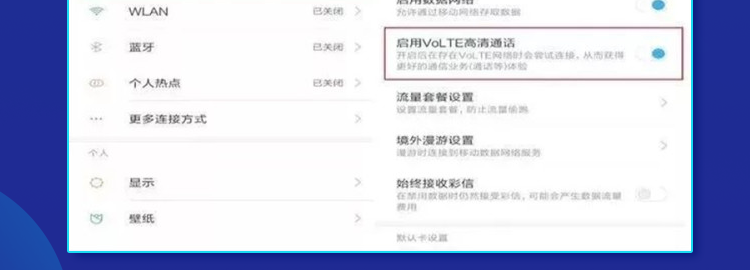 WLAN 已关闭
蓝牙 已关闭
个人热点 已关闭
更多连接方式
个人
显示
壁纸
启用数据网络
允许通过移动网络存取数据
启用VoLTE高清通话
开启后在存在VoLTE网络时会尝试连接，从而获得
更好的通信业务(通话等)体验
流量套餐设置
设置流量套餐，防止流量偷跑
境外漫游设置
漫游时连接到移动数据网络服务
始终接收彩信
在禁用数据时仍然接受彩信，可能会产生数据流量
费用
默认卡设置